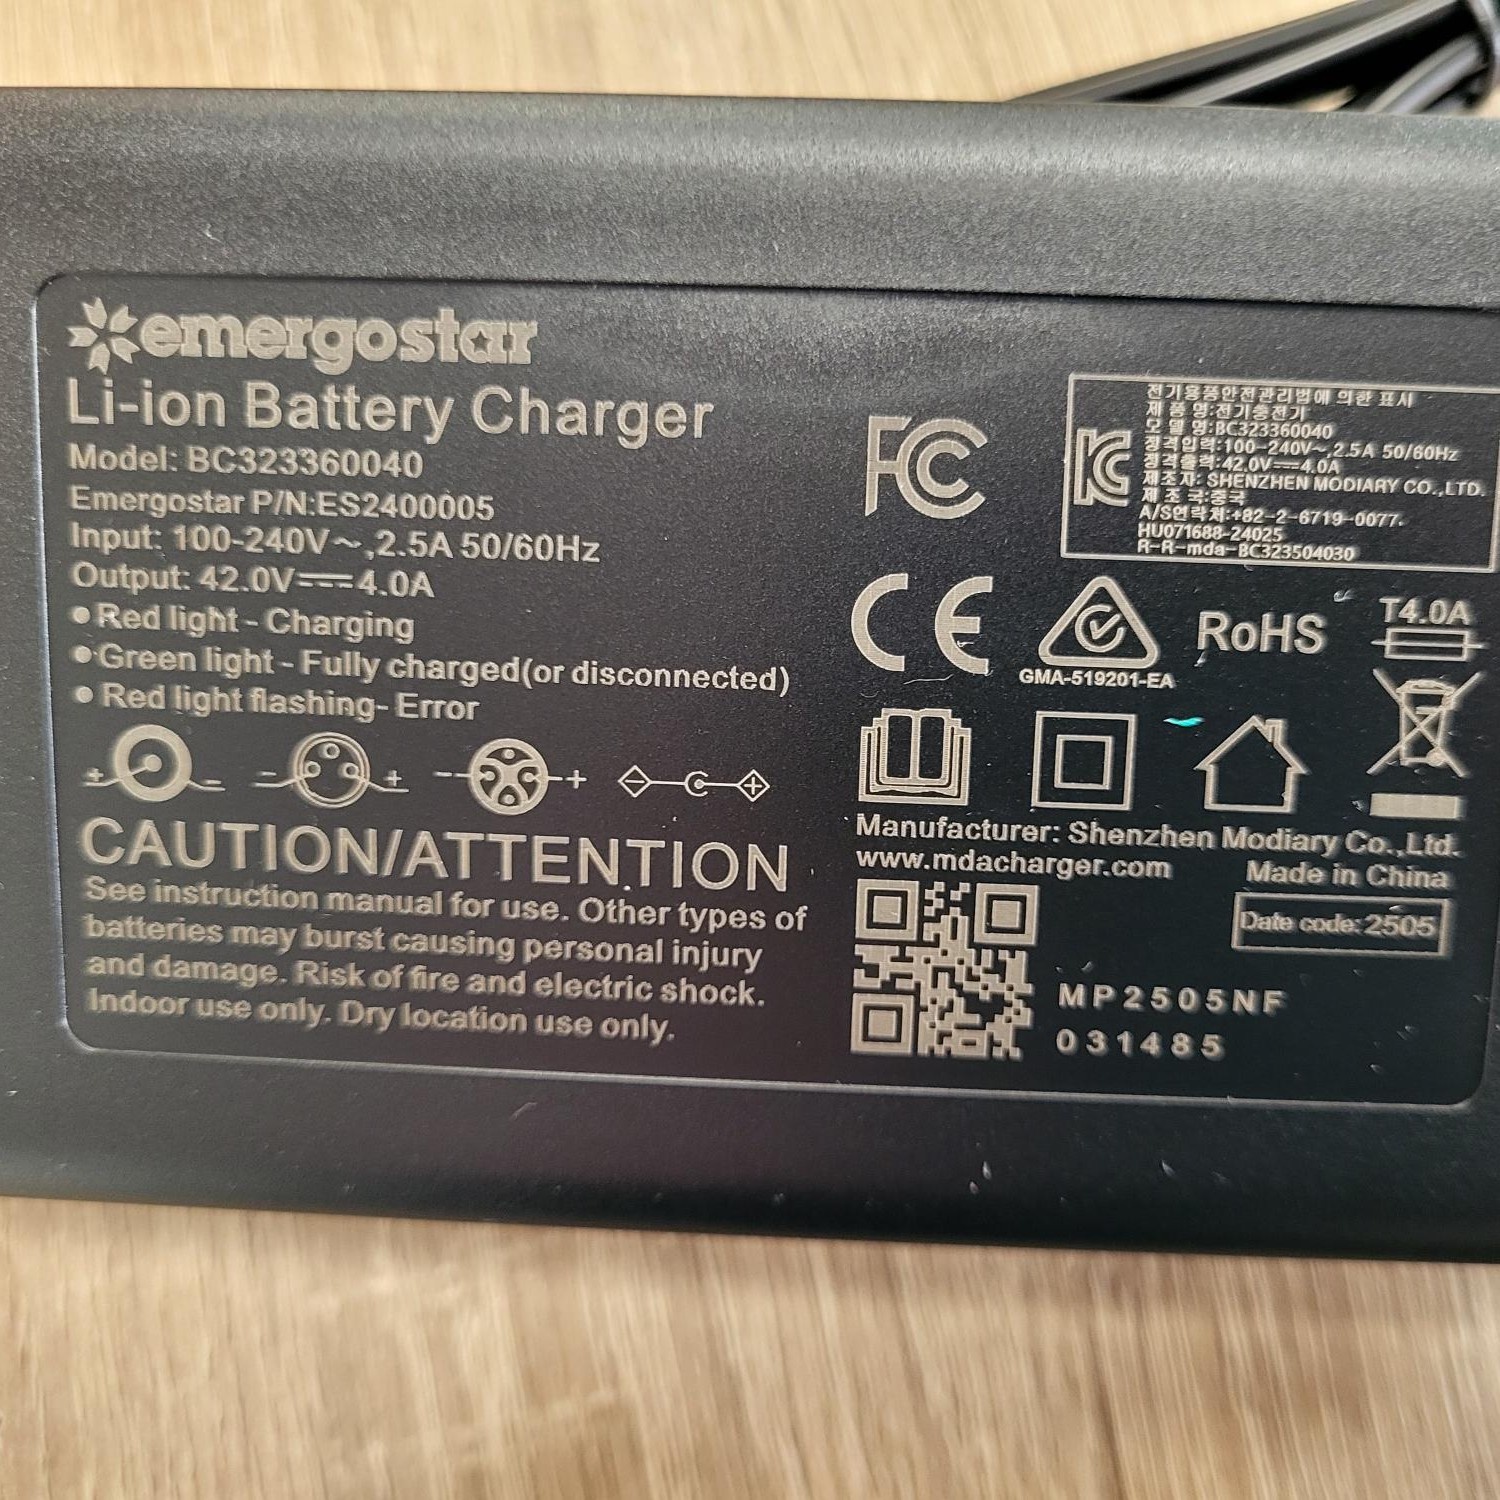 emergostar
Li-ion Battery Charger
Model: BC323360040
Emergostar P/N:ES2400005
Input: 100-240V~,2.5A 50/60Hz
Output: 42.0V⎓4.0A
• Red light - Charging
• Green light - Fully charged(or disconnected)
• Red light flashing- Error
+ -
- +
- +
- C +
CAUTION/ATTENTION
See instruction manual for use. Other types of
batteries may burst causing personal injury
and damage. Risk of fire and electric shock.
Indoor use only. Dry location use only.
FC
전기용품안전관리법에 의한 표시
제 품 명:전기충전기
모 델 명:BC323360040
정격입력:100-240V~,2.5A 50/60Hz
정격출력:42.0V⎓4.0A
제조자: SHENZHEN MODIARY CO.,LTD.
제 조 국:중국
A/S연락처:+82-2-6719-0077.
HU071688-24025
R-R-mda-BC323504030
CE
GMA-519201-EA
RoHS
T4.0A
Manufacturer: Shenzhen Modiary Co.,Ltd.
www.mdacharger.com
Made in China
Date code: 2505
MP2505NF
031485